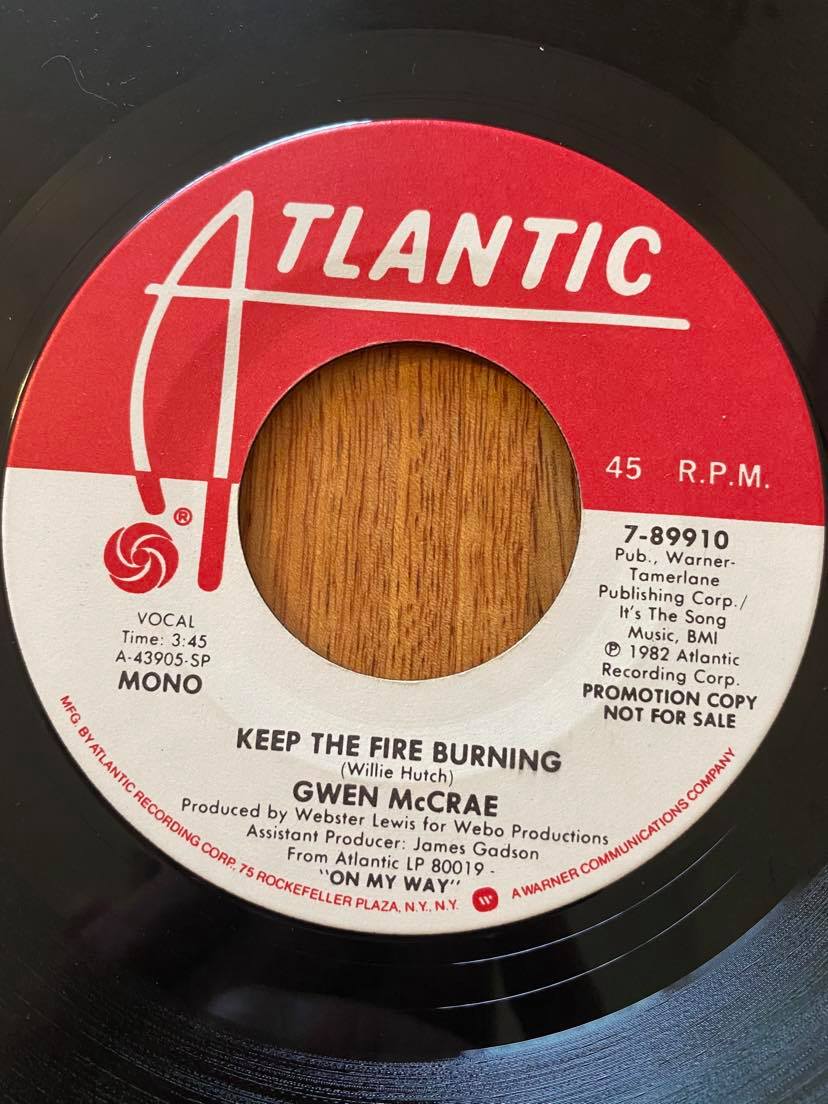 ATLANTIC
45 R.P.M.
®
7-89910
Pub., Warner-
Tamerlane
Publishing Corp./
It's The Song
Music, BMI
℗ 1982 Atlantic
Recording Corp.
PROMOTION COPY
NOT FOR SALE
VOCAL
Time: 3:45
A-43905-SP
MONO
KEEP THE FIRE BURNING
(Willie Hutch)
GWEN McCRAE
Produced by Webster Lewis for Webo Productions
Assistant Producer: James Gadson
From Atlantic LP 80019 -
"ON MY WAY"
MFG. BY ATLANTIC RECORDING CORP., 75 ROCKEFELLER PLAZA, N.Y., N.Y. A WARNER COMMUNICATIONS COMPANY